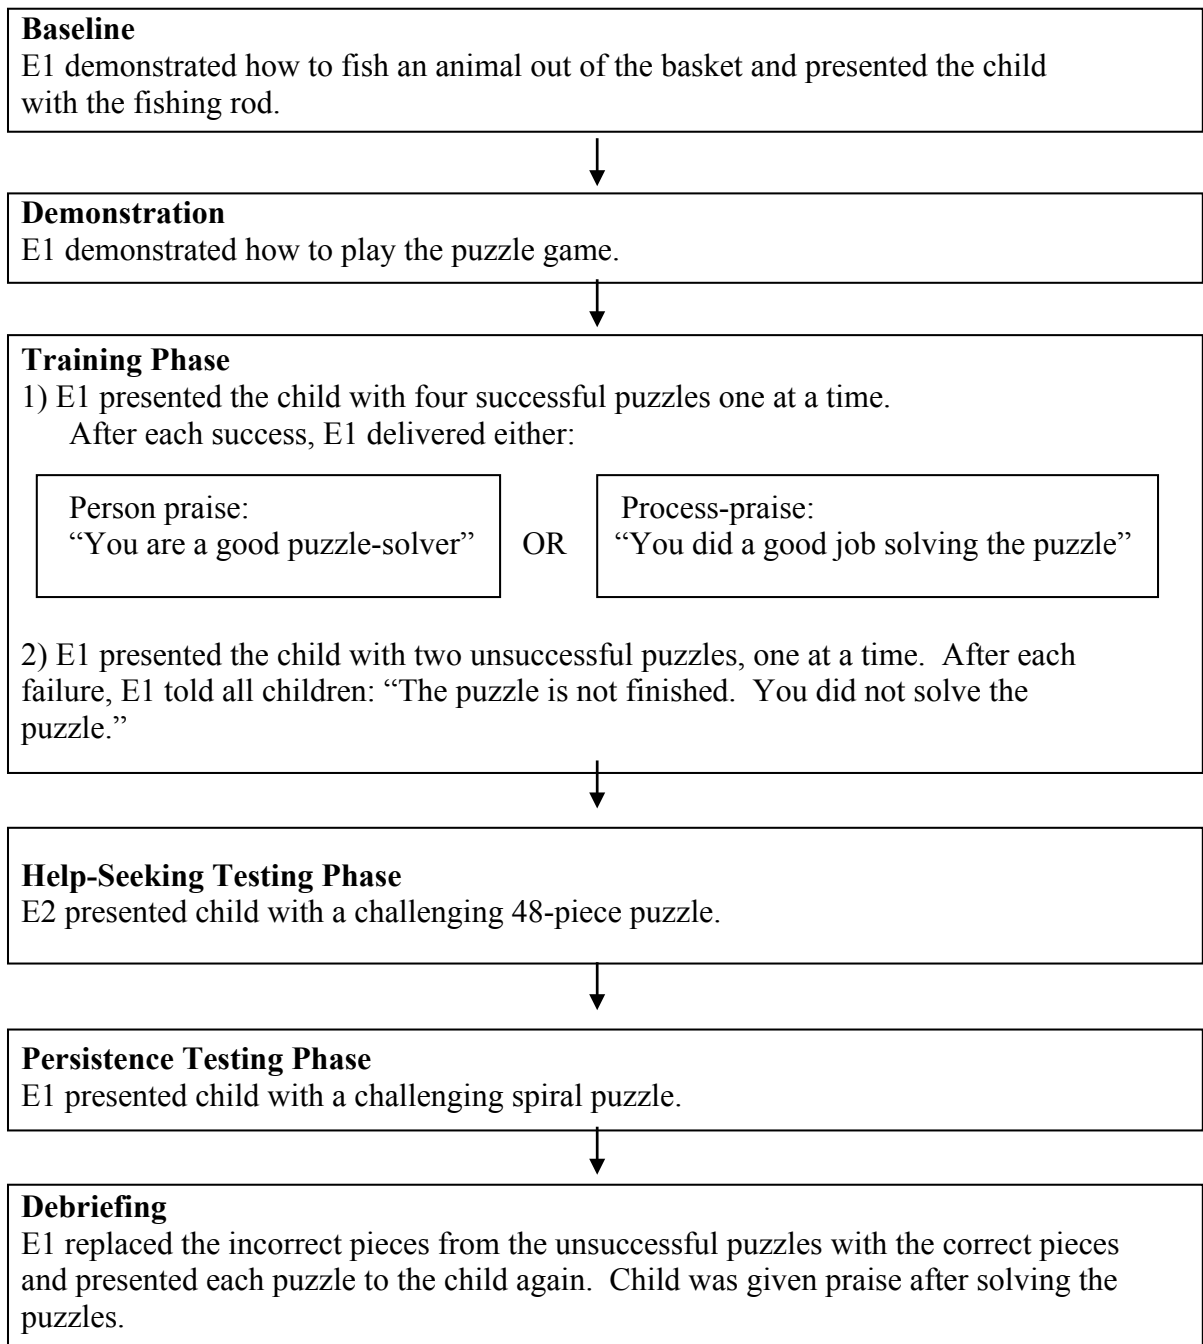 Baseline
E1 demonstrated how to fish an animal out of the basket and presented the child
with the fishing rod.
Demonstration
E1 demonstrated how to play the puzzle game.
Training Phase
1) E1 presented the child with four successful puzzles one at a time.
After each success, E1 delivered either:
Person praise:
“You are a good puzzle-solver”
OR
Process-praise:
“You did a good job solving the puzzle”
2) E1 presented the child with two unsuccessful puzzles, one at a time. After each
failure, E1 told all children: “The puzzle is not finished. You did not solve the
puzzle.”
Help-Seeking Testing Phase
E2 presented child with a challenging 48-piece puzzle.
Persistence Testing Phase
E1 presented child with a challenging spiral puzzle.
Debriefing
E1 replaced the incorrect pieces from the unsuccessful puzzles with the correct pieces
and presented each puzzle to the child again. Child was given praise after solving the
puzzles.